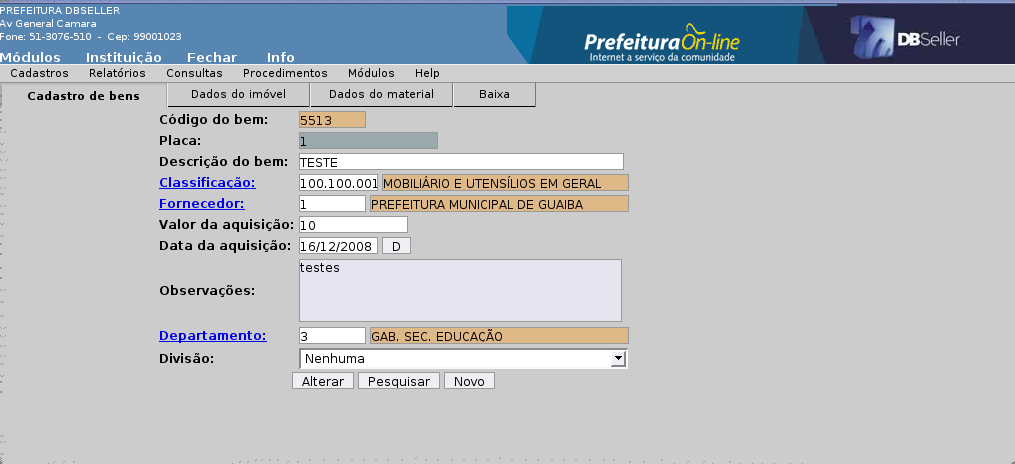 PREFEITURA DBSELLER
Av General Camara
Fone: 51-3076-510 - Cep: 99001023
PrefeituraOn-line
Internet a serviço da comunidade
DBSeller
Módulos Instituição Fechar Info
Cadastros Relatórios Consultas Procedimentos Módulos Help
Cadastro de bens Dados do imóvel Dados do material Baixa
Código do bem: 5513
Placa: 1
Descrição do bem: TESTE
Classificação: 100.100.001 MOBILIÁRIO E UTENSÍLIOS EM GERAL
Fornecedor: 1 PREFEITURA MUNICIPAL DE GUAIBA
Valor da aquisição: 10
Data da aquisição: 16/12/2008 D
Observações: testes
Departamento: 3 GAB. SEC. EDUCAÇÃO
Divisão: Nenhuma
Alterar Pesquisar Novo